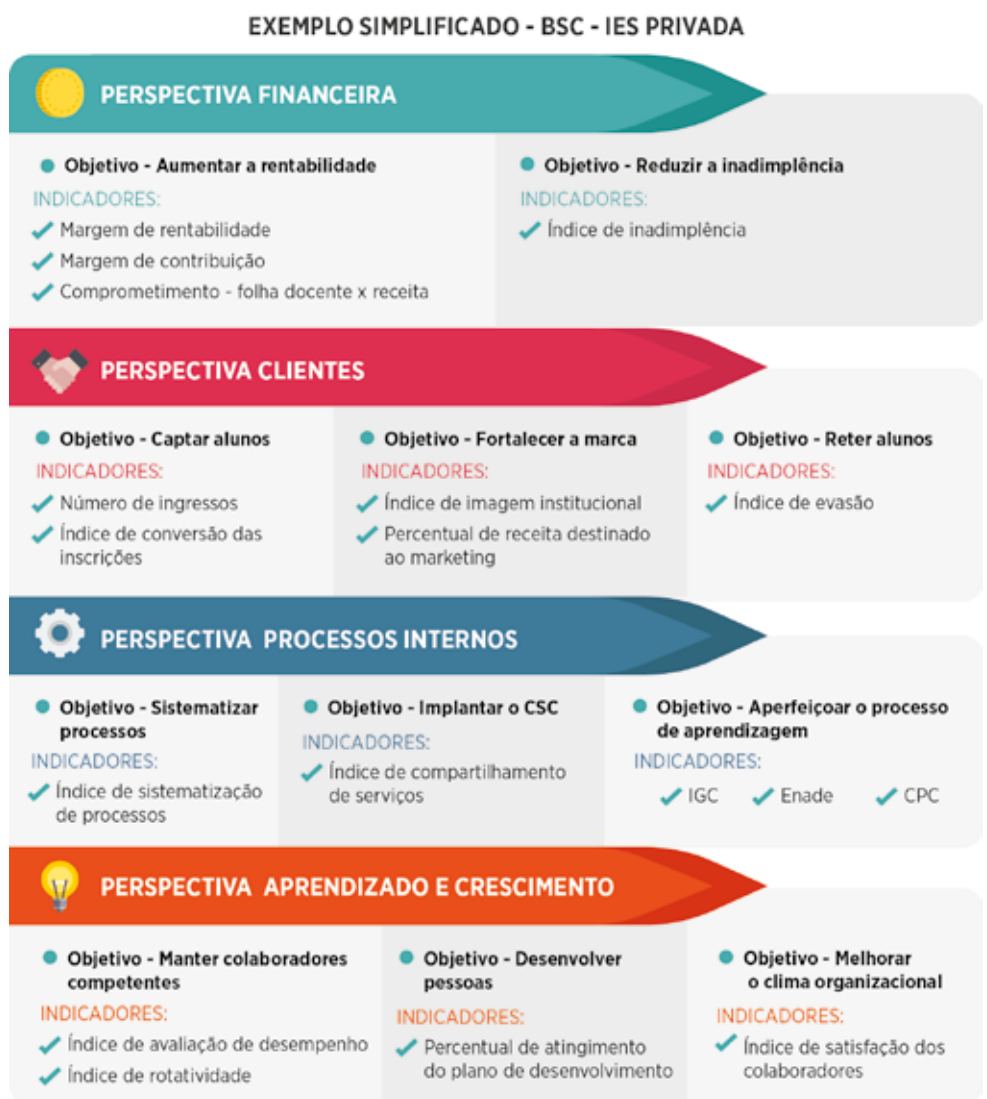 EXEMPLO SIMPLIFICADO - BSC - IES PRIVADA
PERSPECTIVA FINANCEIRA
Objetivo - Aumentar a rentabilidade
INDICADORES:
Margem de rentabilidade
Margem de contribuição
Comprometimento - folha docente x receita
Objetivo - Reduzir a inadimplência
INDICADORES:
Índice de inadimplência
PERSPECTIVA CLIENTES
Objetivo - Captar alunos
INDICADORES:
Número de ingressos
Índice de conversão das
inscrições
Objetivo - Fortalecer a marca
INDICADORES:
Índice de imagem institucional
Percentual de receita destinado
ao marketing
Objetivo - Reter alunos
INDICADORES:
Índice de evasão
PERSPECTIVA PROCESSOS INTERNOS
Objetivo - Sistematizar
processos
INDICADORES:
Índice de sistematização
de processos
Objetivo - Implantar o CSC
INDICADORES:
Índice de compartilhamento
de serviços
Objetivo - Aperfeiçoar o processo
de aprendizagem
INDICADORES:
IGC Enade CPC
PERSPECTIVA APRENDIZADO E CRESCIMENTO
Objetivo - Manter colaboradores
competentes
INDICADORES:
Índice de avaliação de desempenho
Índice de rotatividade
Objetivo - Desenvolver
pessoas
INDICADORES:
Percentual de atingimento
do plano de desenvolvimento
Objetivo - Melhorar
o clima organizacional
INDICADORES:
Índice de satisfação dos
colaboradores